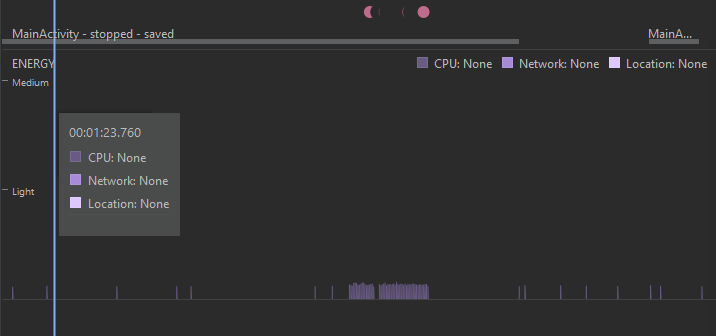 MainActivity - stopped - saved
MainA...
ENERGY
CPU: None
Network: None
Location: None
Medium
00:01:23.760
CPU: None
Network: None
Location: None
Light